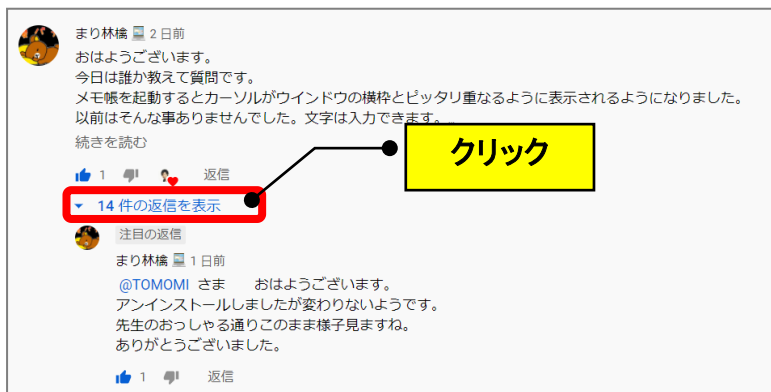 まり林檎 2 日前
おはようございます。
今日は誰か教えて質問です。
メモ帳を起動するとカーソルがウインドウの横枠とピッタリ重なるように表示されるようになりました。
以前はそんな事ありませんでした。文字は入力できます。...
続きを読む
クリック
1 返信
14 件の返信を表示
注目の返信
まり林檎 1 日前
@TOMOMI さま おはようございます。
アンインストールしましたが変わりないようです。
先生のおっしゃる通りこのまま様子見ますね。
ありがとうございました。
1 返信